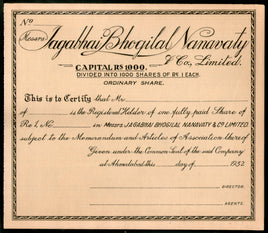 No
Messrs Jagabhai Bhogilal Nanavaty
& Co., Limited.
CAPITAL RS 1000.
DIVIDED INTO 1000 SHARES OF RE 1 EACH.
ORDINARY SHARE.
This is to Certify that Mr
of is the Registered Holder of one fully paid Share of
Re 1, No in MESSRS JAGABHAI BHOGILAL NANAVATY & CO LIMITED
subject to the Memorandum and Articles of Association thereof
Given under the Common Seal of the said Company
at Ahmedabad, this day of 1932
DIRECTOR.
AGENTS.